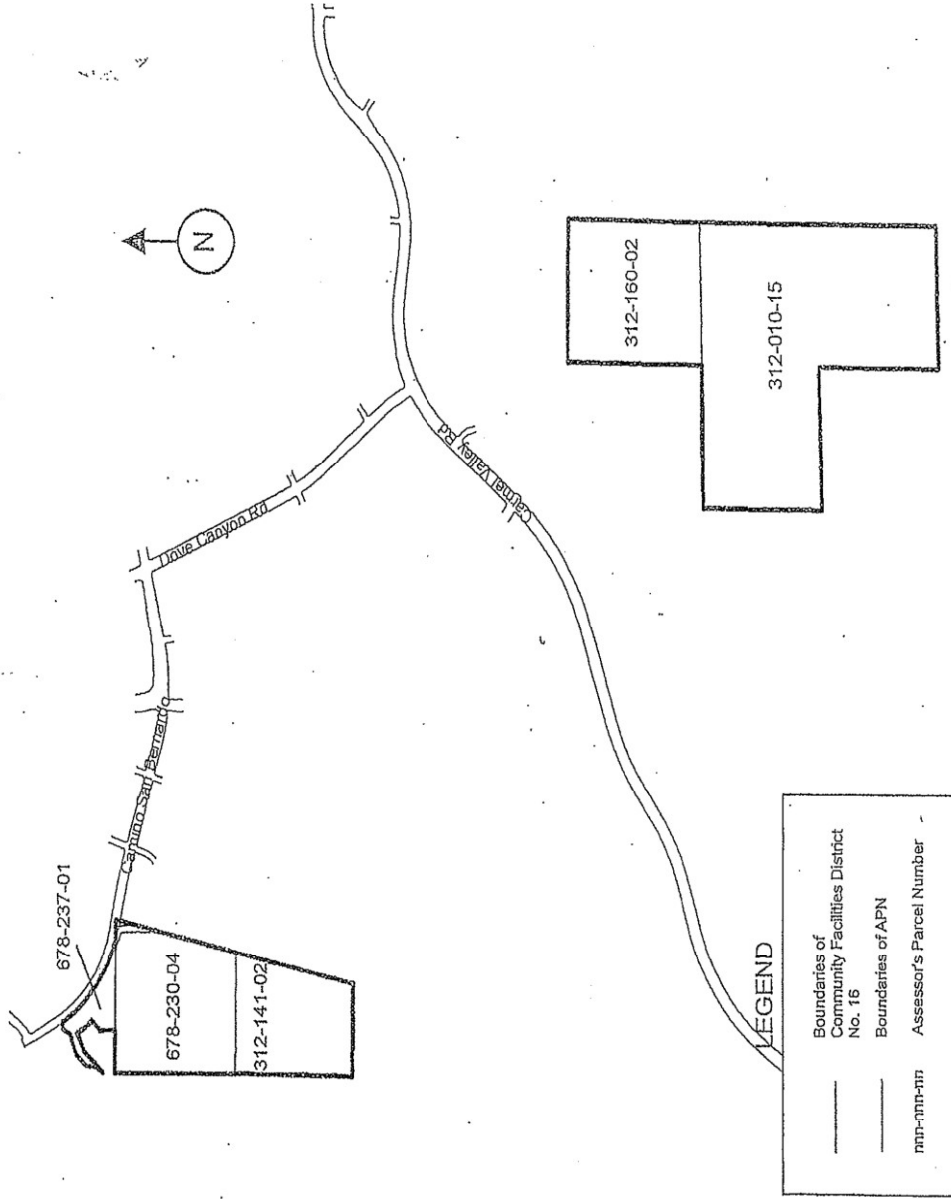 N
678-237-01
Camino San Bernardo
Dove Canyon Rd
678-230-04
312-141-02
Carmal Valley Rd
312-160-02
312-010-15
LEGEND
Boundaries of
Community Facilities District
No. 16
Boundaries of APN
nnn-nnn-nn Assessor's Parcel Number